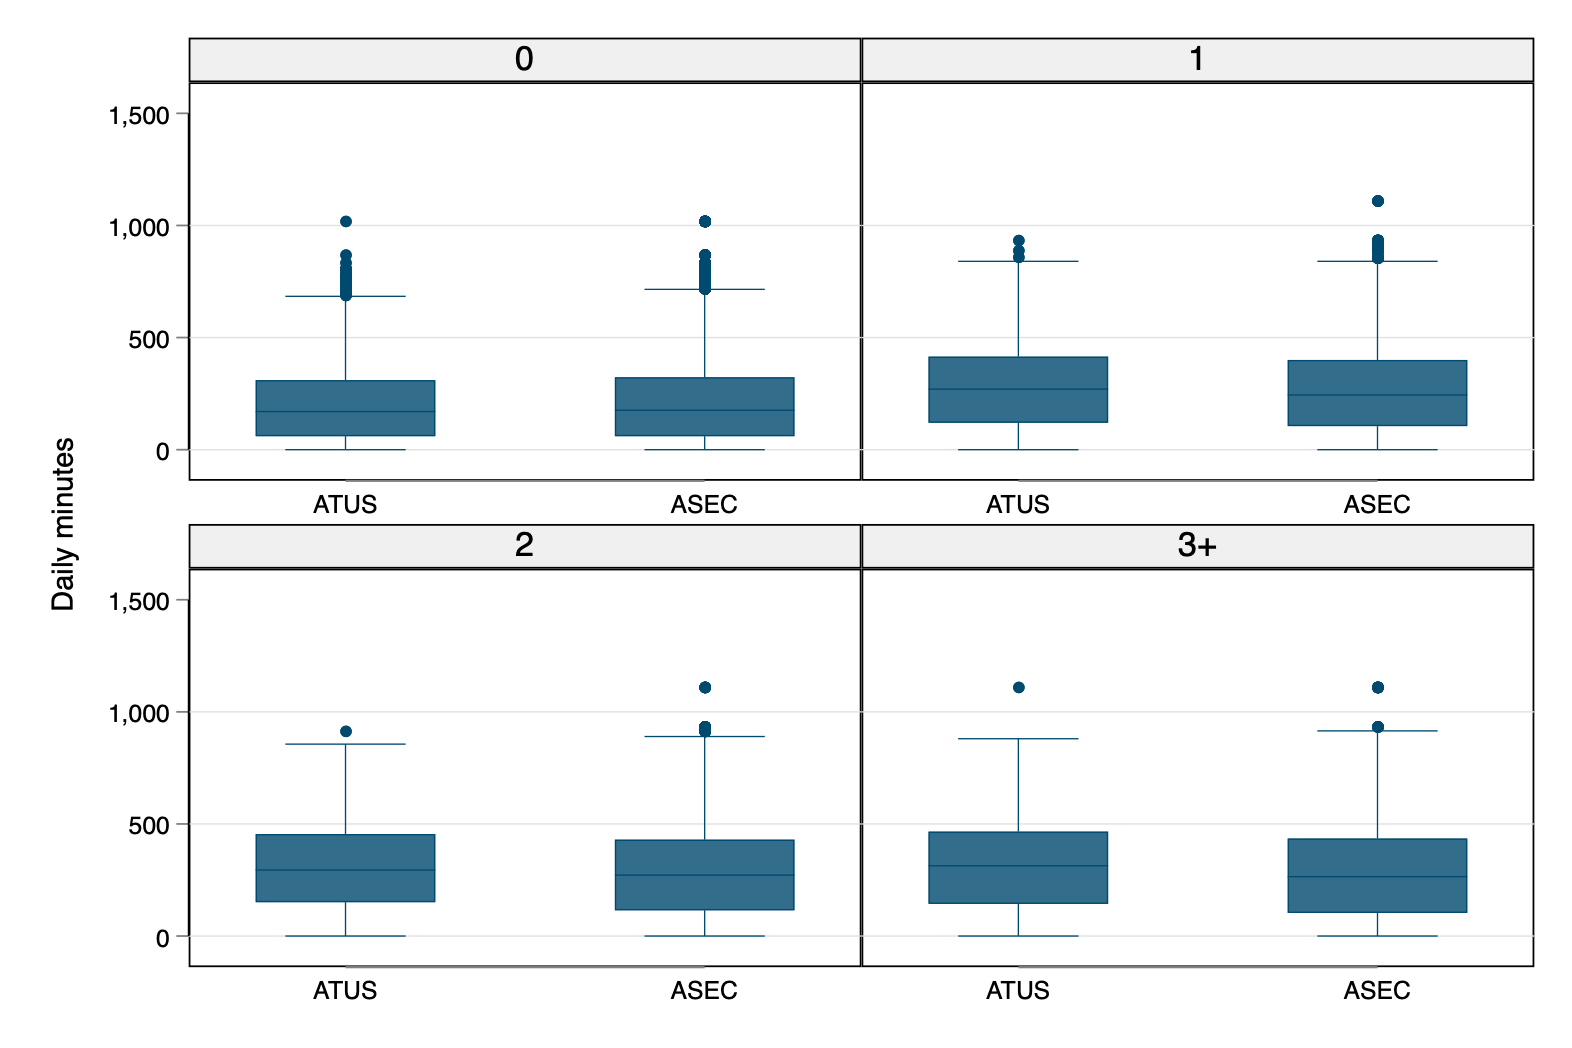 0
1
1,500
1,000
500
0
ATUS
ASEC
ATUS
ASEC
Daily minutes
2
3+
1,500
1,000
500
0
ATUS
ASEC
ATUS
ASEC